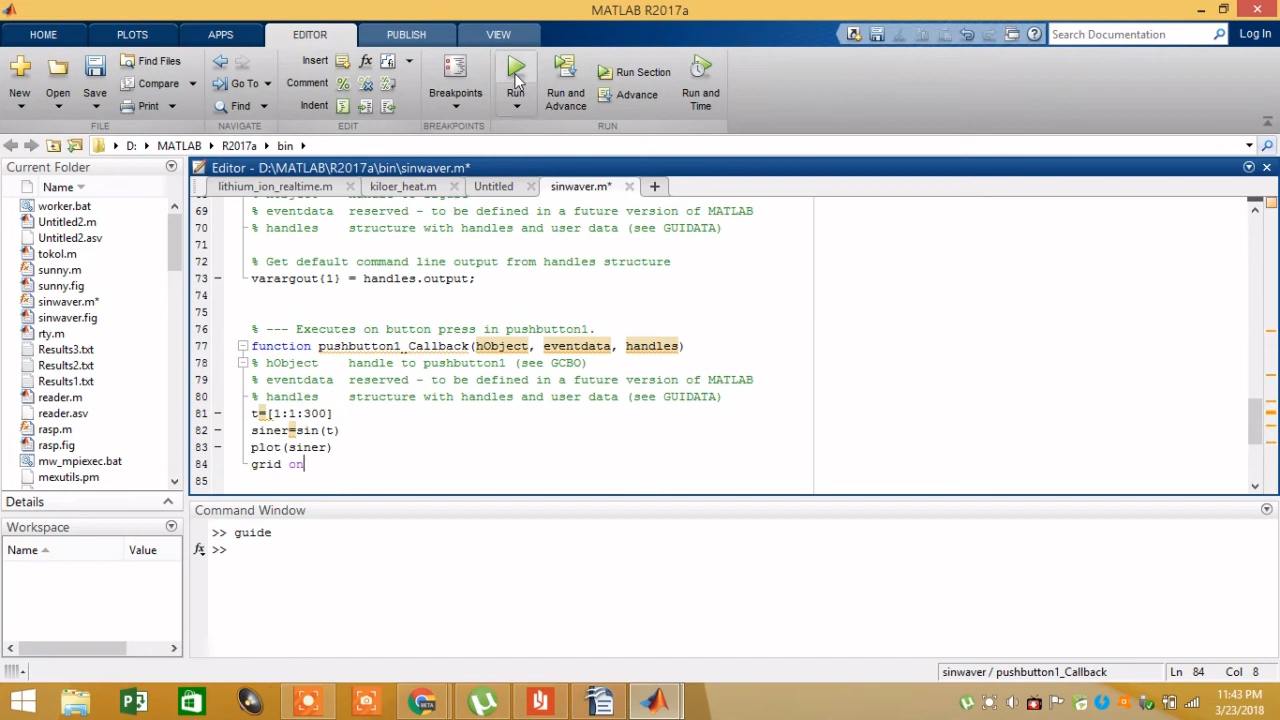 MATLAB R2017a
HOME PLOTS APPS EDITOR PUBLISH VIEW Search Documentation Log In
New Open Save Find Files Compare Print
Go To Find
Insert Comment Indent
Breakpoints Run Run and Advance Run Section Advance Run and Time
FILE NAVIGATE EDIT BREAKPOINTS RUN
D: MATLAB R2017a bin
Current Folder
Name
worker.bat
Untitled2.m
Untitled2.asv
tokol.m
sunny.m
sunny.fig
sinwaver.m*
sinwaver.fig
rty.m
Results3.txt
Results2.txt
Results1.txt
reader.m
reader.asv
rasp.m
rasp.fig
mw_mpiexec.bat
mexutils.pm
Details
Workspace
Name Value
Editor - D:\MATLAB\R2017a\bin\sinwaver.m*
lithium_ion_realtime.m kiloer_heat.m Untitled sinwaver.m*
69 % eventdata reserved - to be defined in a future version of MATLAB
70 % handles structure with handles and user data (see GUIDATA)
71
72 % Get default command line output from handles structure
73 varargout{1} = handles.output;
74
75
76 % --- Executes on button press in pushbutton1.
77 function pushbutton1_Callback(hObject, eventdata, handles)
78 % hObject handle to pushbutton1 (see GCBO)
79 % eventdata reserved - to be defined in a future version of MATLAB
80 % handles structure with handles and user data (see GUIDATA)
81 t=[1:1:300]
82 siner=sin(t)
83 plot(siner)
84 grid on
85
Command Window
>> guide
fx >>
sinwaver / pushbutton1_Callback Ln 84 Col 8
11:43 PM
3/23/2018